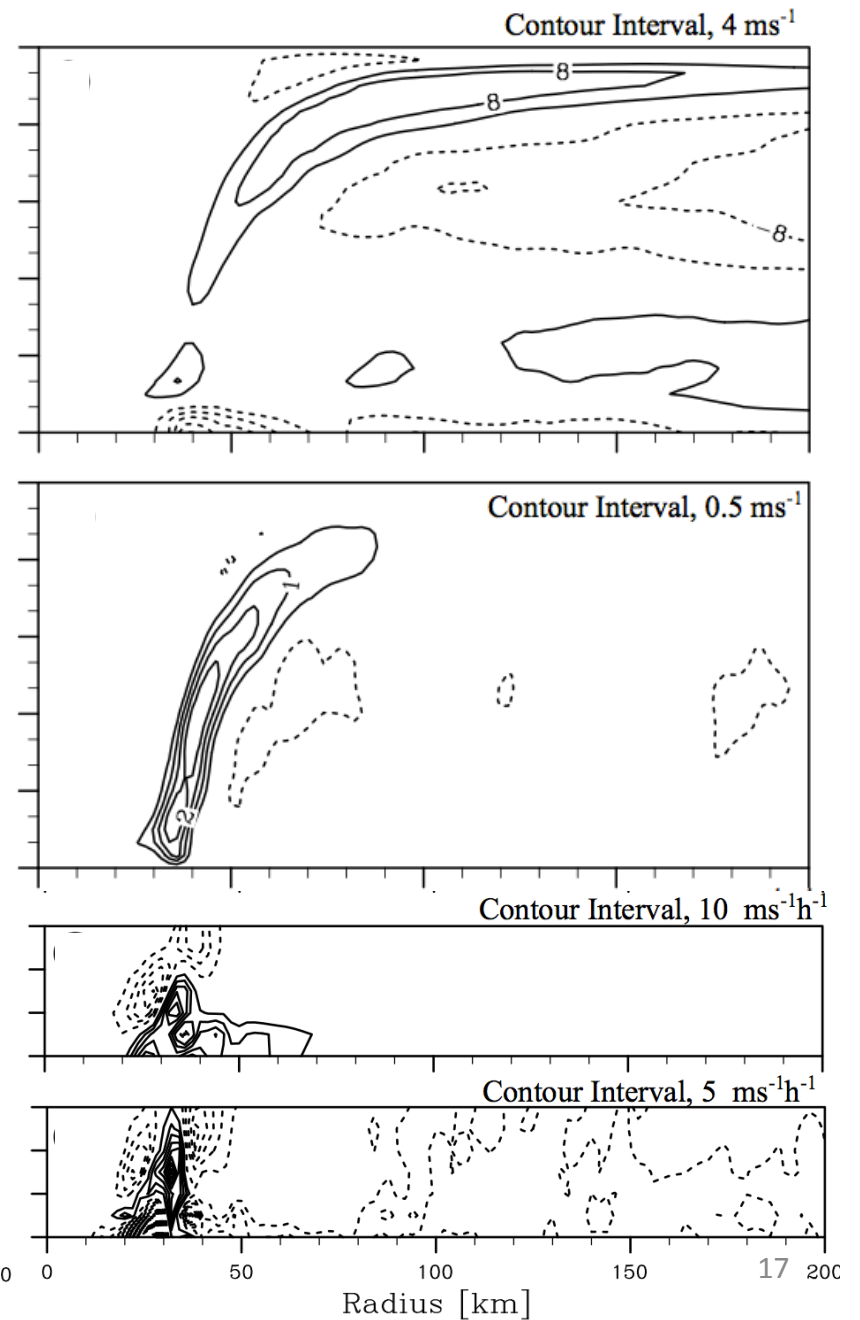 Contour Interval, 4 ms⁻¹
8
8
-8
Contour Interval, 0.5 ms⁻¹
1
2
Contour Interval, 10 ms⁻¹h⁻¹
Contour Interval, 5 ms⁻¹h⁻¹
0 0 50 100 150 17 200
Radius [km]